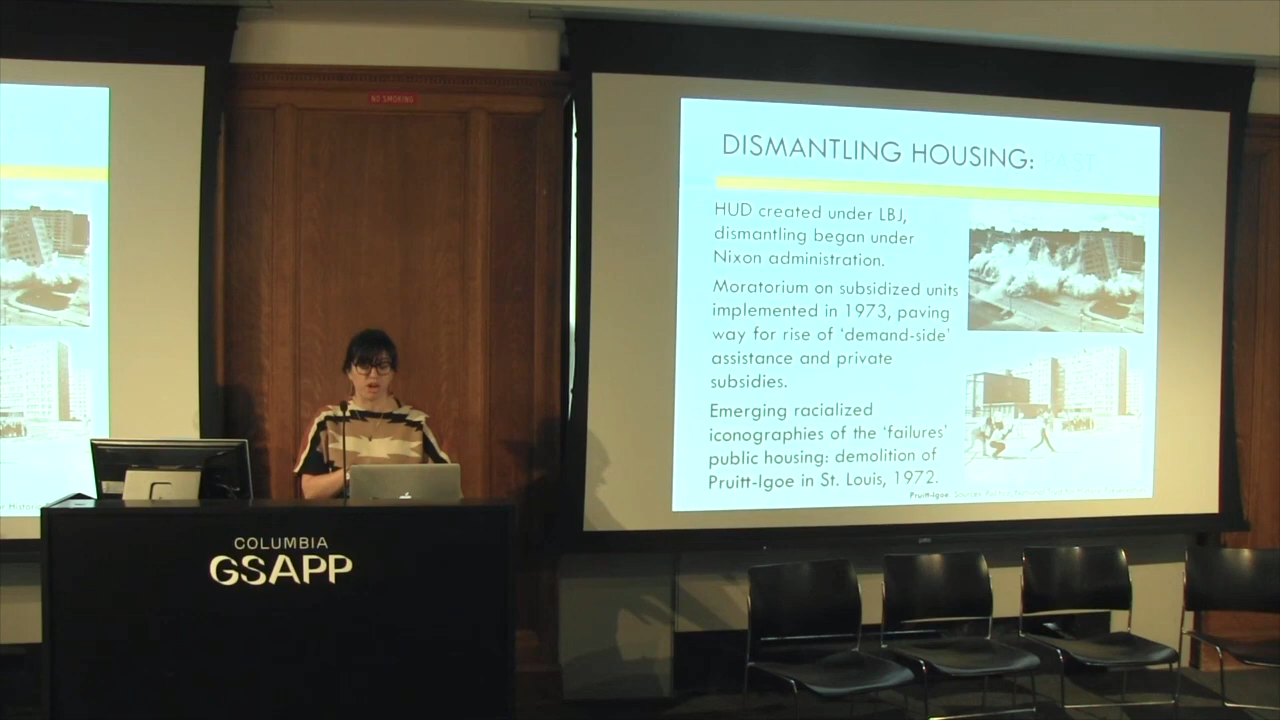 NO SMOKING
DISMANTLING HOUSING: PAST
HUD created under LBJ,
dismantling began under
Nixon administration.
Moratorium on subsidized units
implemented in 1973, paving
way for rise of 'demand-side'
assistance and private
subsidies.
Emerging racialized
iconographies of the 'failures'
public housing: demolition of
Pruitt-Igoe in St. Louis, 1972.
Pruitt-Igoe
COLUMBIA
GSAPP